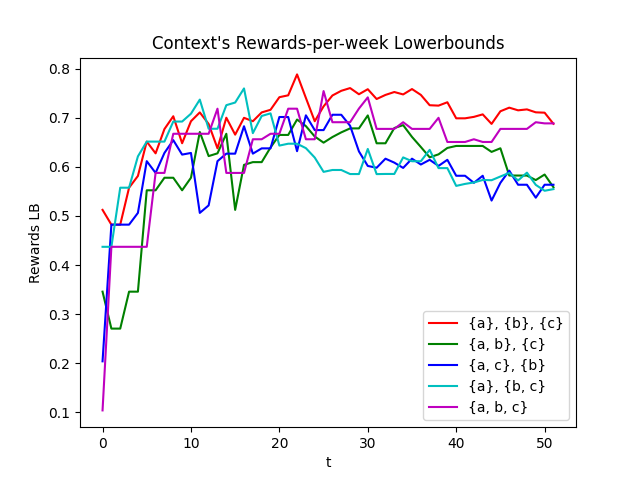 Context's Rewards-per-week Lowerbounds
Rewards LB
0.8
0.7
0.6
0.5
0.4
0.3
0.2
0.1
0 10 20 30 40 50
t
{a}, {b}, {c}
{a, b}, {c}
{a, c}, {b}
{a}, {b, c}
{a, b, c}